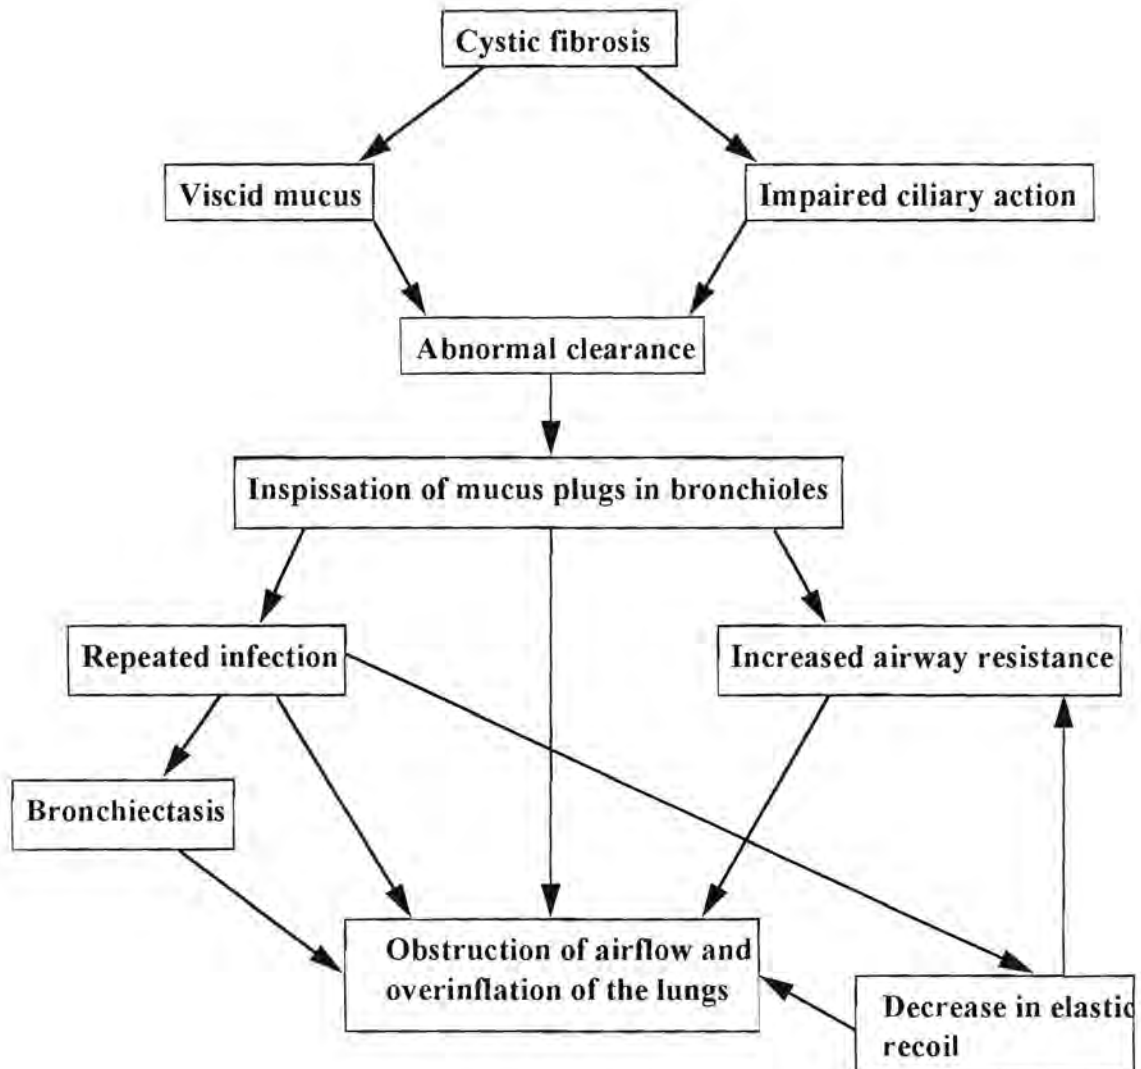 Cystic fibrosis
Viscid mucus
Impaired ciliary action
Abnormal clearance
Inspissation of mucus plugs in bronchioles
Repeated infection
Increased airway resistance
Bronchiectasis
Obstruction of airflow and
overinflation of the lungs
Decrease in elastic
recoil